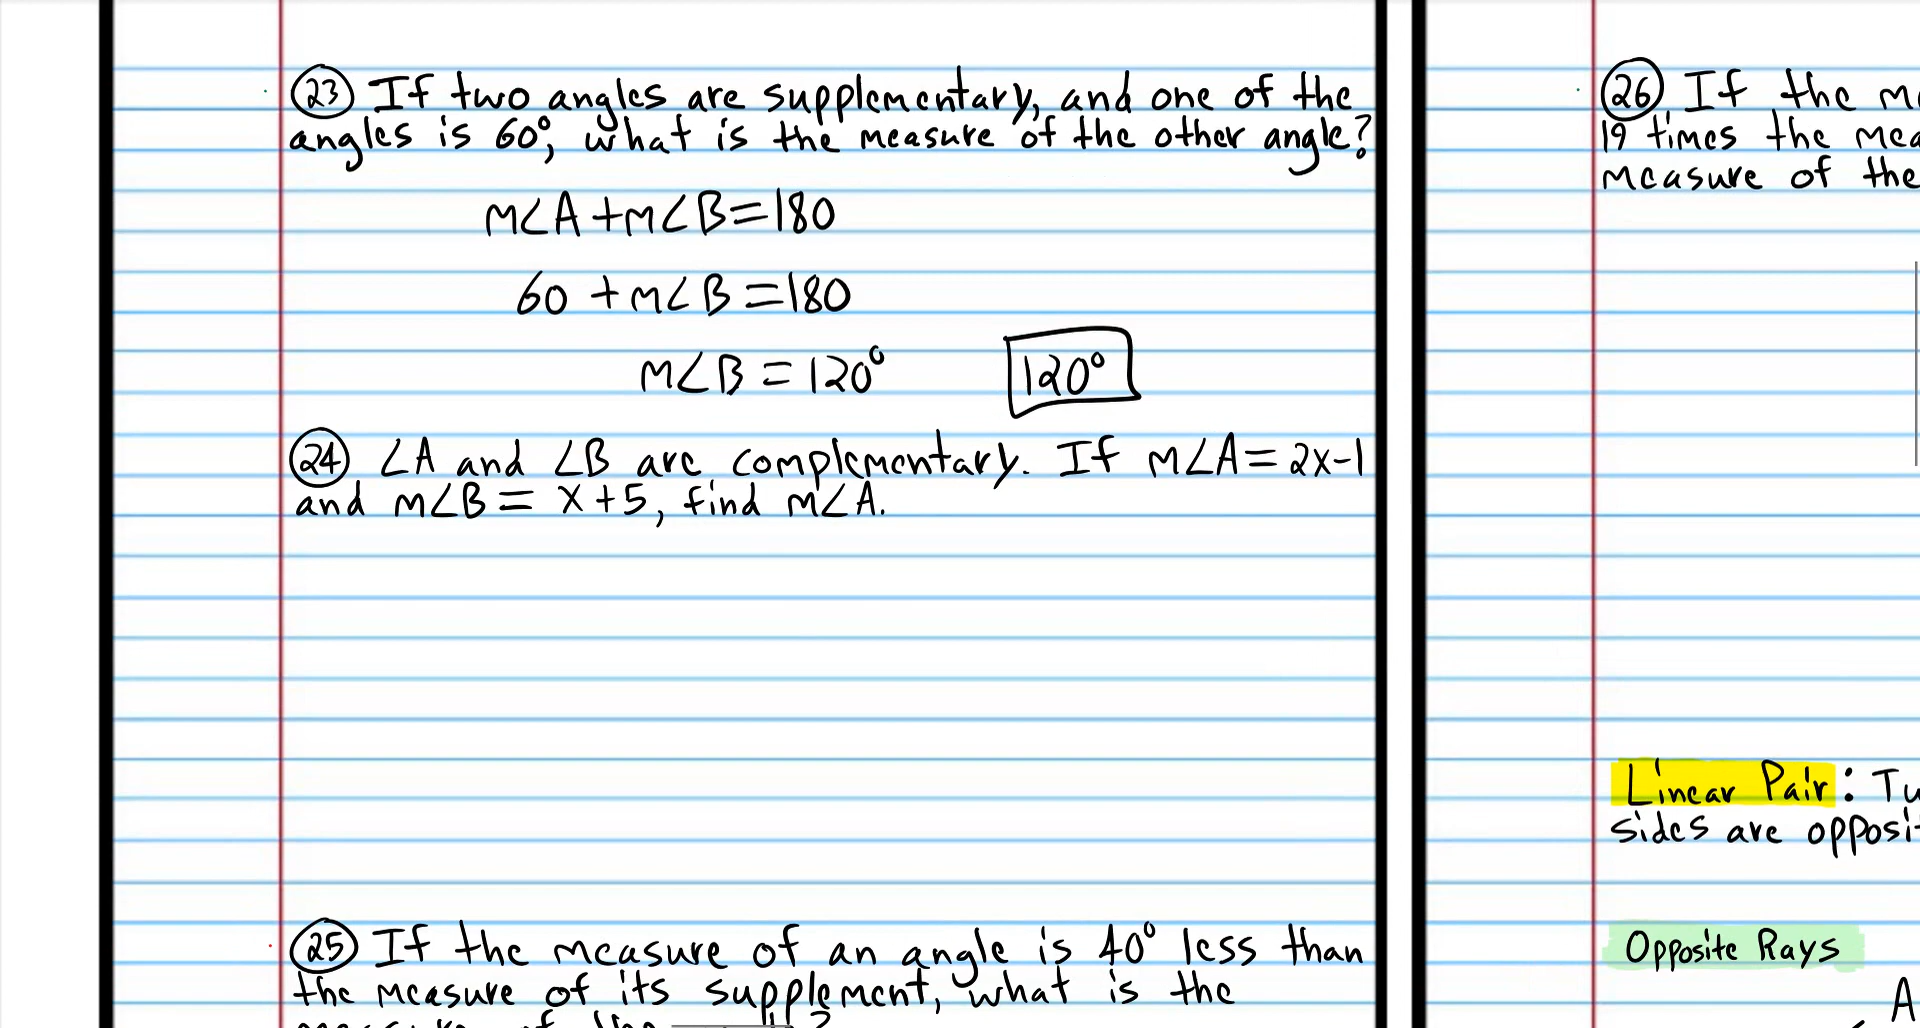 23 If two angles are supplementary, and one of the
angles is 60°, what is the measure of the other angle?
m∠A+m∠B=180
60 +m∠B=180
m∠B = 120°
120°
24 ∠A and ∠B are complementary. If m∠A= 2x-1
and m∠B= x+5, find m∠A.
25 If the measure of an angle is 40° less than
the measure of its supplement, what is the
26 If the
19 times the
measure of the
Linear Pair:
sides are
Opposite Rays
A